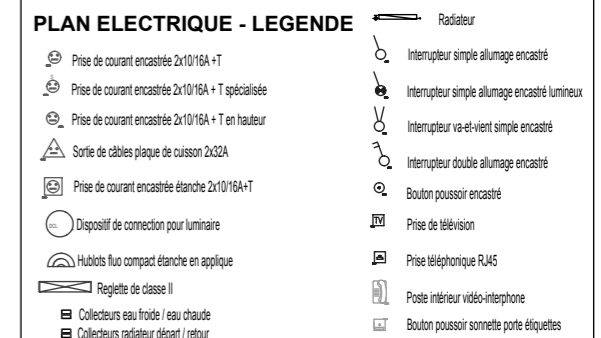 PLAN ELECTRIQUE - LEGENDE
Prise de courant encastrée 2x10/16A +T
Prise de courant encastrée 2x10/16A + T spécialisée
Prise de courant encastrée 2x10/16A + T en hauteur
Sortie de câbles plaque de cuisson 2x32A
Prise de courant encastrée étanche 2x10/16A+T
DCL
Dispositif de connection pour luminaire
Hublots fluo compact étanche en applique
Reglette de classe II
Collecteurs eau froide / eau chaude
Collecteurs radiateur départ / retour
Radiateur
Interrupteur simple allumage encastré
Interrupteur simple allumage encastré lumineux
Interrupteur va-et-vient simple encastré
Interrupteur double allumage encastré
Bouton poussoir encastré
TV
Prise de télévision
Prise téléphonique RJ45
Poste intérieur vidéo-interphone
Bouton poussoir sonnette porte étiquettes